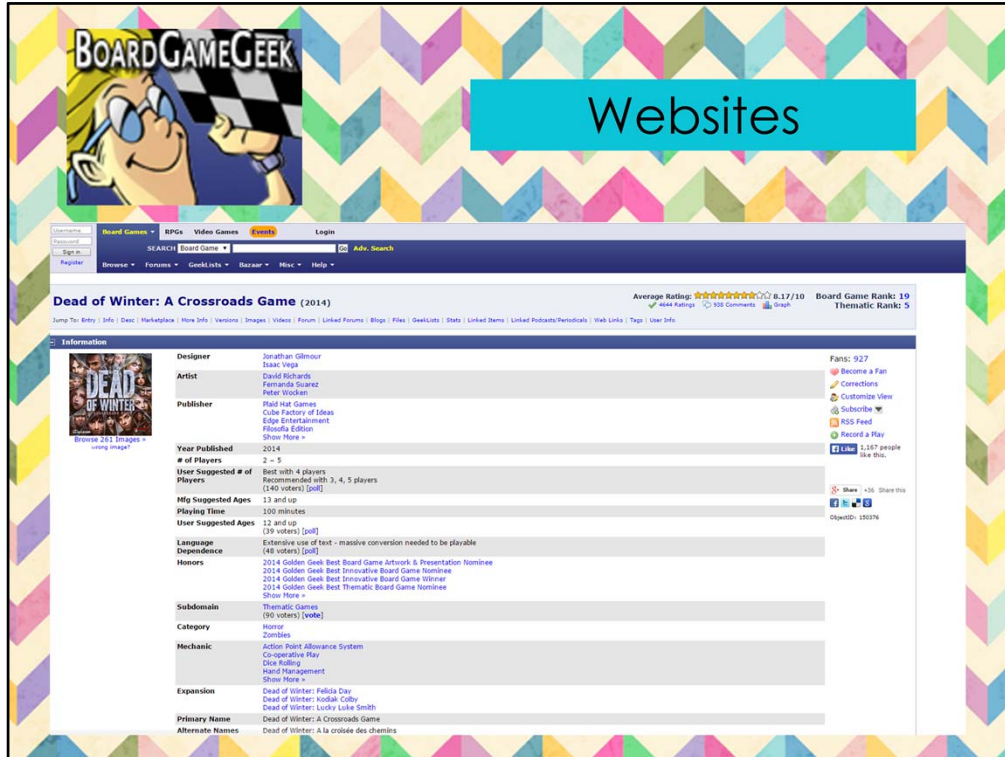 BOARDGAMEGEEK
Websites
Username
Password
Sign in
Register
Board Games ▾ RPGs Video Games Events Login
SEARCH Board Game ▾ Go Adv. Search
Browse ▾ Forums ▾ GeekLists ▾ Bazaar ▾ Misc ▾ Help ▾
Dead of Winter: A Crossroads Game (2014)
Average Rating: 8.17/10
4644 Ratings 938 Comments Graph
Board Game Rank: 19
Thematic Rank: 5
Jump To: Entry | Info | Desc | Marketplace | More Info | Versions | Images | Videos | Forum | Linked Forums | Blogs | Files | GeekLists | Stats | Linked Items | Linked Podcasts/Periodicals | Web Links | Tags | User Info
Information
DEAD
OF WINTER
Browse 261 Images »
wrong image?
Designer Jonathan Gilmour
Isaac Vega
Artist David Richards
Fernanda Suarez
Peter Wocken
Publisher Plaid Hat Games
Cube Factory of Ideas
Edge Entertainment
Filosofia Édition
Show More »
Year Published 2014
# of Players 2 − 5
User Suggested # of Players Best with 4 players
Recommended with 3, 4, 5 players
(140 voters) [poll]
Mfg Suggested Ages 13 and up
Playing Time 100 minutes
User Suggested Ages 12 and up
(39 voters) [poll]
Language Dependence Extensive use of text - massive conversion needed to be playable
(48 voters) [poll]
Honors 2014 Golden Geek Best Board Game Artwork & Presentation Nominee
2014 Golden Geek Best Innovative Board Game Nominee
2014 Golden Geek Best Innovative Board Game Winner
2014 Golden Geek Best Thematic Board Game Nominee
Show More »
Subdomain Thematic Games
(90 voters) [vote]
Category Horror
Zombies
Mechanic Action Point Allowance System
Co-operative Play
Dice Rolling
Hand Management
Show More »
Expansion Dead of Winter: Felicia Day
Dead of Winter: Kodiak Colby
Dead of Winter: Lucky Luke Smith
Primary Name Dead of Winter: A Crossroads Game
Alternate Names Dead of Winter: A la croisée des chemins
Fans: 927
Become a Fan
Corrections
Customize View
Subscribe ▾
RSS Feed
Record a Play
Like 1,167 people like this.
Share +36 Share this
ObjectID: 150376